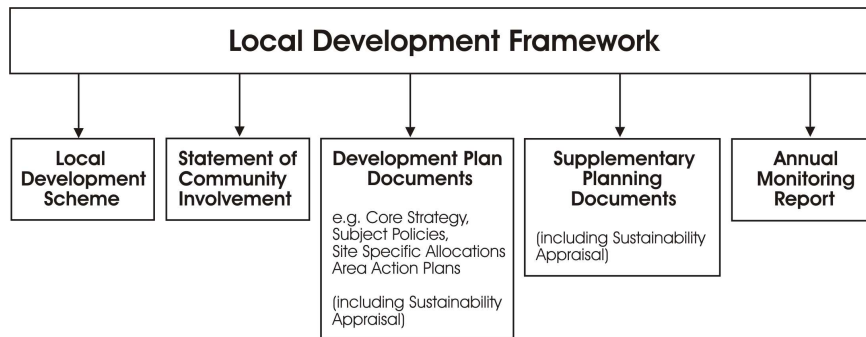 Local Development Framework
Local
Development
Scheme
Statement of
Community
Involvement
Development Plan
Documents
e.g. Core Strategy,
Subject Policies,
Site Specific Allocations
Area Action Plans
(including Sustainability
Appraisal)
Supplementary
Planning
Documents
(including Sustainability
Appraisal)
Annual
Monitoring
Report